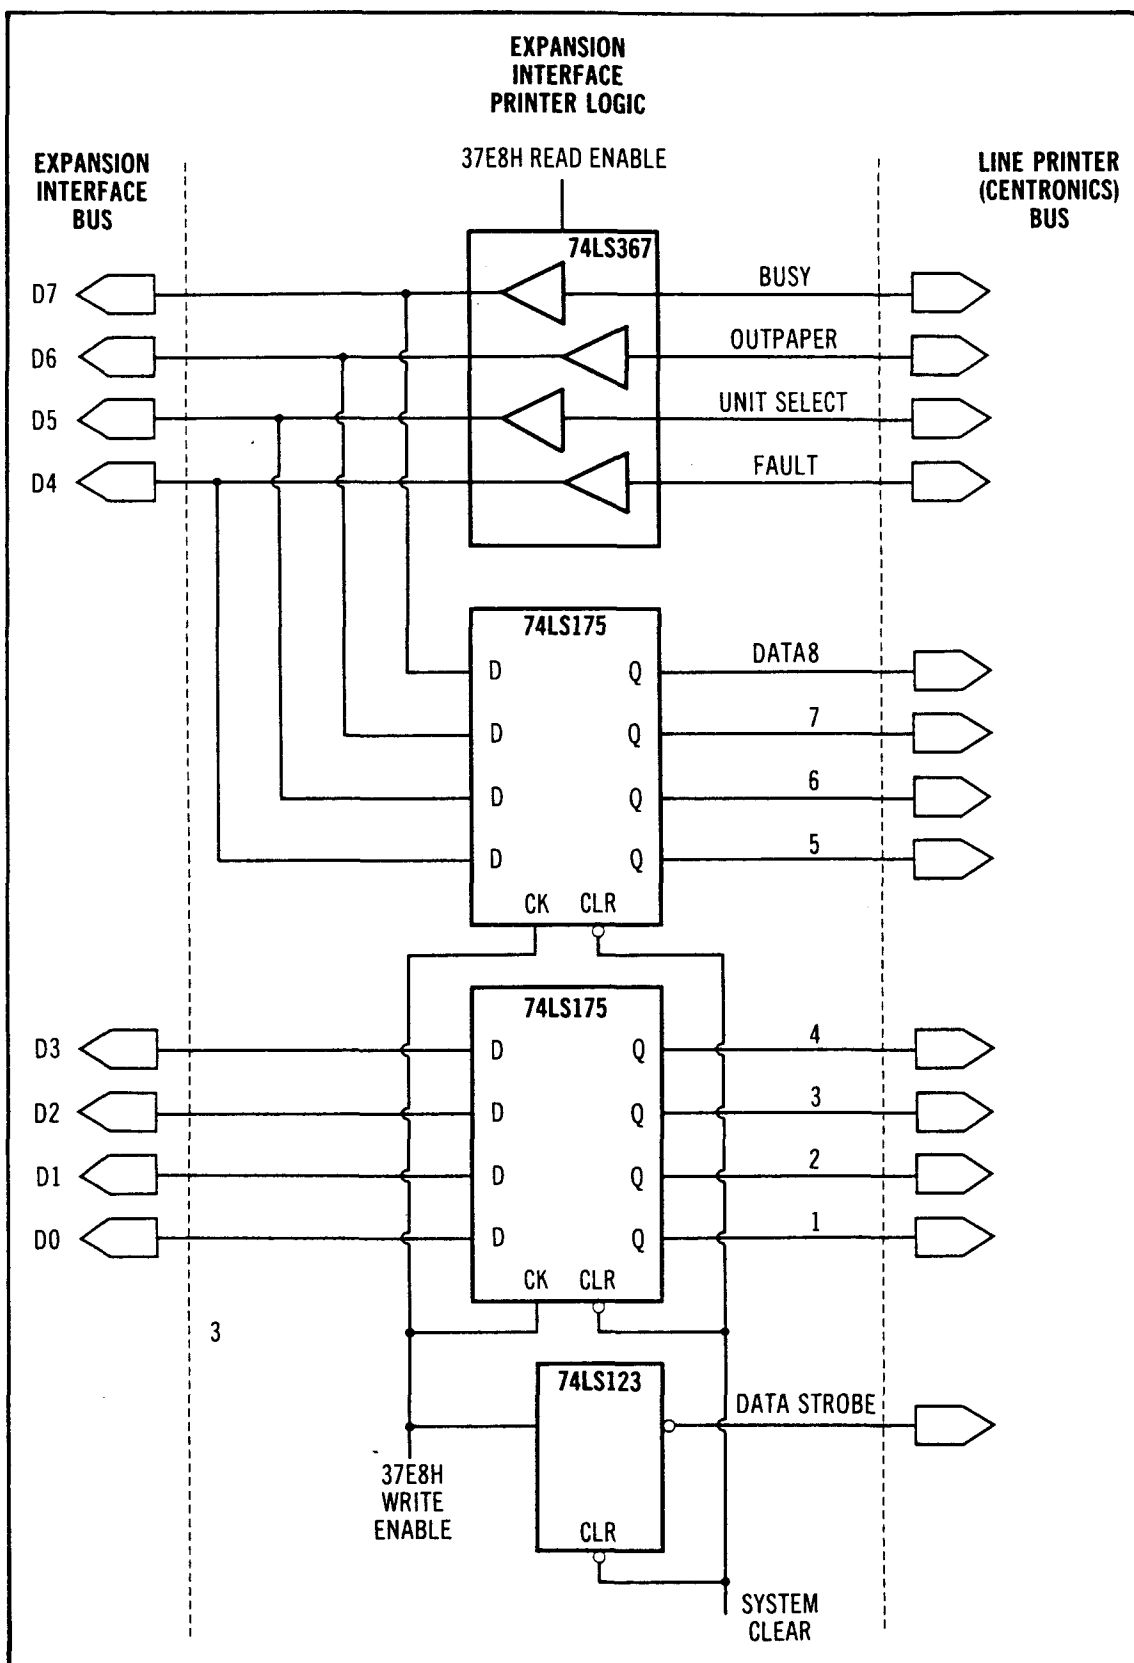 EXPANSION
INTERFACE
PRINTER LOGIC
37E8H READ ENABLE
EXPANSION
INTERFACE
BUS
LINE PRINTER
(CENTRONICS)
BUS
74LS367
D7
BUSY
D6
OUTPAPER
D5
UNIT SELECT
D4
FAULT
74LS175
D Q DATA8
D Q 7
D Q 6
D Q 5
CK CLR
74LS175
D3 D Q 4
D2 D Q 3
D1 D Q 2
D0 D Q 1
CK CLR
3
74LS123
DATA STROBE
37E8H
WRITE
ENABLE
CLR
SYSTEM
CLEAR